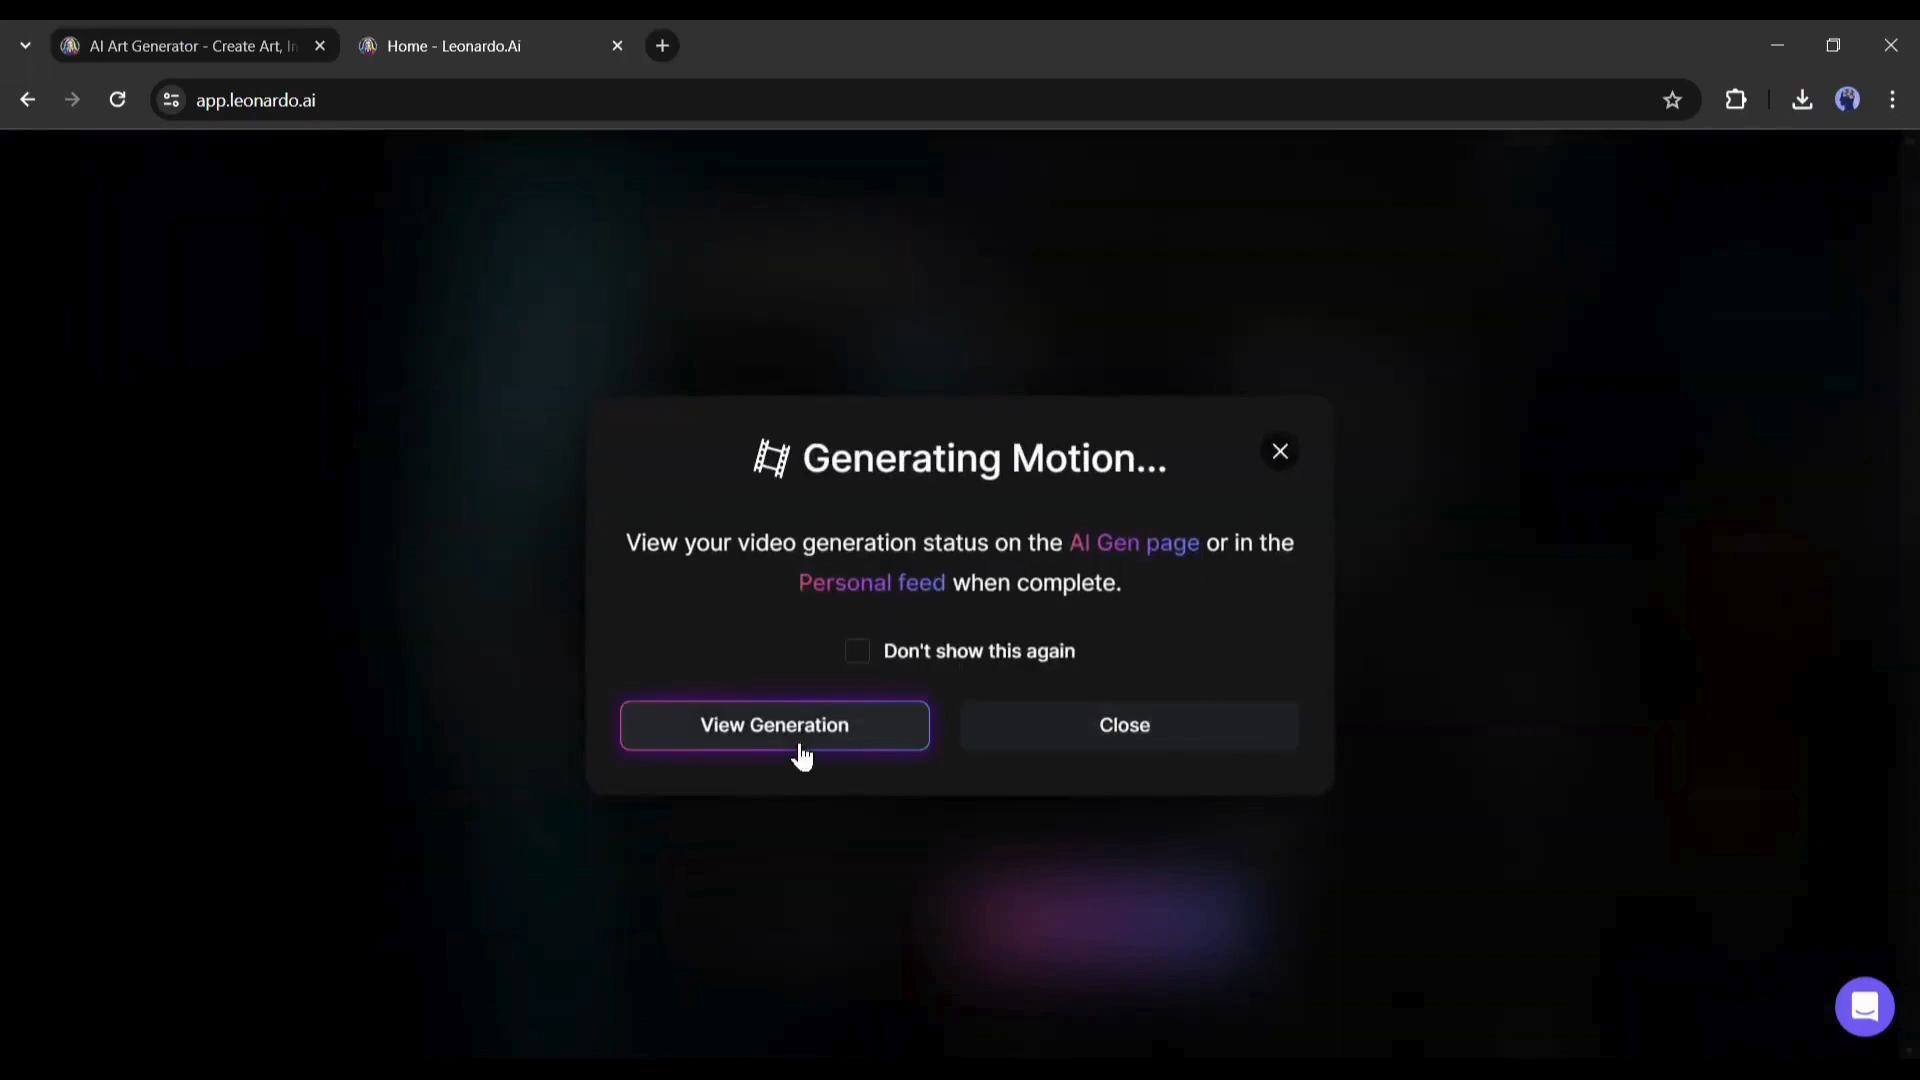 AI Art Generator - Create Art, I
Home - Leonardo.Ai
app.leonardo.ai
Generating Motion...
View your video generation status on the AI Gen page or in the
Personal feed when complete.
Don't show this again
View Generation
Close